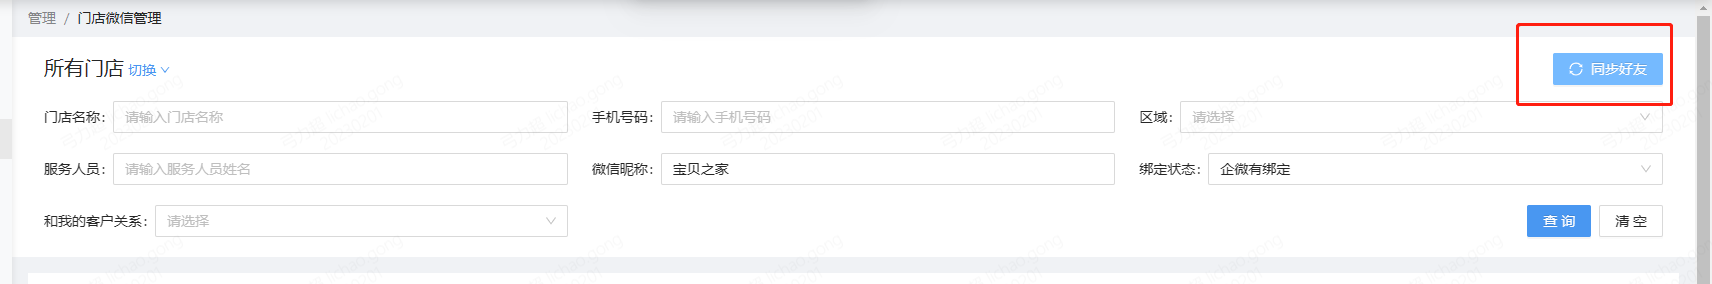 管理 / 门店微信管理
所有门店 切换
同步好友
门店名称: 请输入门店名称
手机号码: 请输入手机号码
区域: 请选择
服务人员: 请输入服务人员姓名
微信昵称: 宝贝之家
绑定状态: 企微有绑定
和我的客户关系: 请选择
查 询
清 空